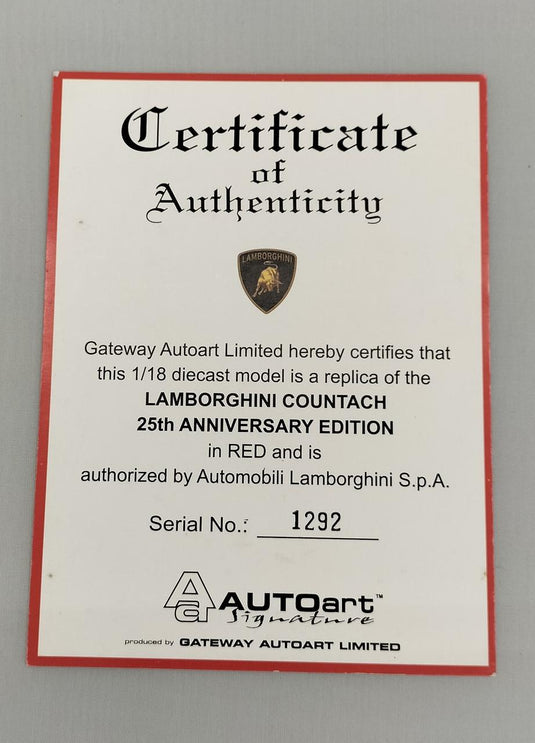 Certificate
of
Authenticity
LAMBORGHINI
Gateway Autoart Limited hereby certifies that
this 1/18 diecast model is a replica of the
LAMBORGHINI COUNTACH
25th ANNIVERSARY EDITION
in RED and is
authorized by Automobili Lamborghini S.p.A.
Serial No.: 1292
Aa AUTOart™
Signature
produced by GATEWAY AUTOART LIMITED